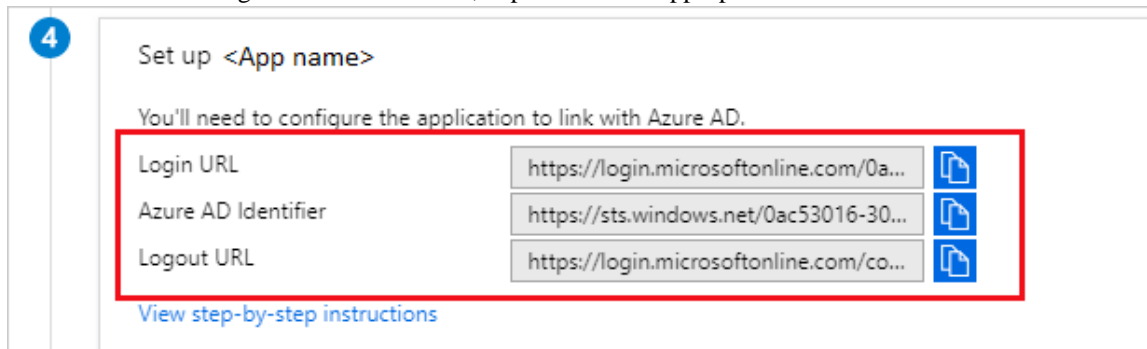 4
Set up <App name>
You'll need to configure the application to link with Azure AD.
Login URL https://login.microsoftonline.com/0a...
Azure AD Identifier https://sts.windows.net/0ac53016-30...
Logout URL https://login.microsoftonline.com/co...
View step-by-step instructions